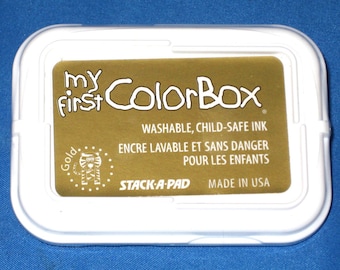 my
first ColorBox®
WASHABLE, CHILD-SAFE INK
ENCRE LAVABLE ET SANS DANGER
POUR LES ENFANTS
Gold
STACK-A-PAD MADE IN USA